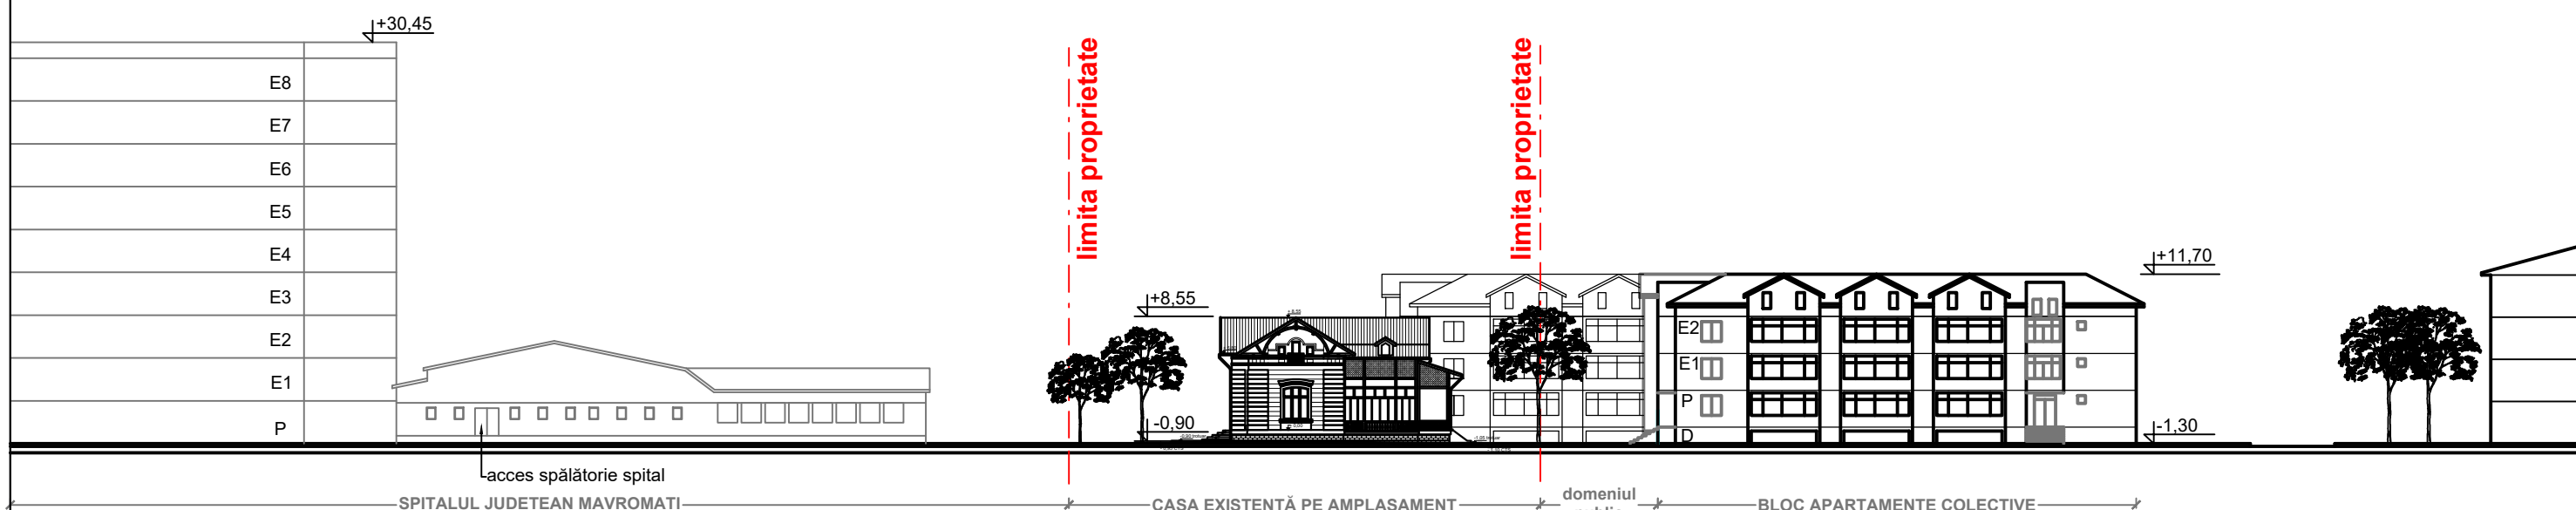 +30,45
E8
E7
E6
E5
E4
E3
E2
E1
P
acces spălătorie spital
limita proprietate
limita proprietate
+8,55
-0,90
+11,70
-1,30
E2
E1
P
D
SPITALUL JUDETEAN MAVROMATI
CASA EXISTENTĂ PE AMPLASAMENT
domeniul
BLOC APARTAMENTE COLECTIVE